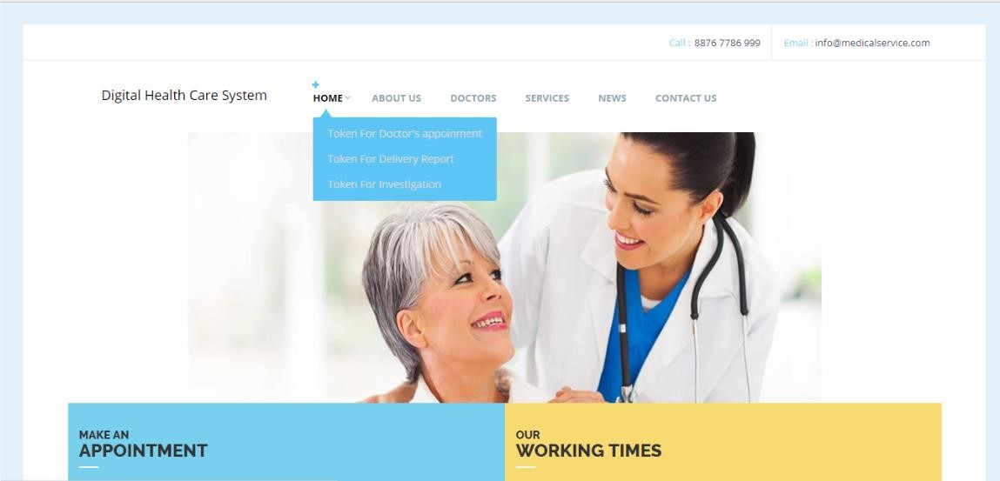 Call : 8876 7786 999 Email : info@medicalservice.com
Digital Health Care System
HOME ABOUT US DOCTORS SERVICES NEWS CONTACT US
Token For Doctor's appoinment
Token For Delivery Report
Token For Investigation
MAKE AN
APPOINTMENT
OUR
WORKING TIMES